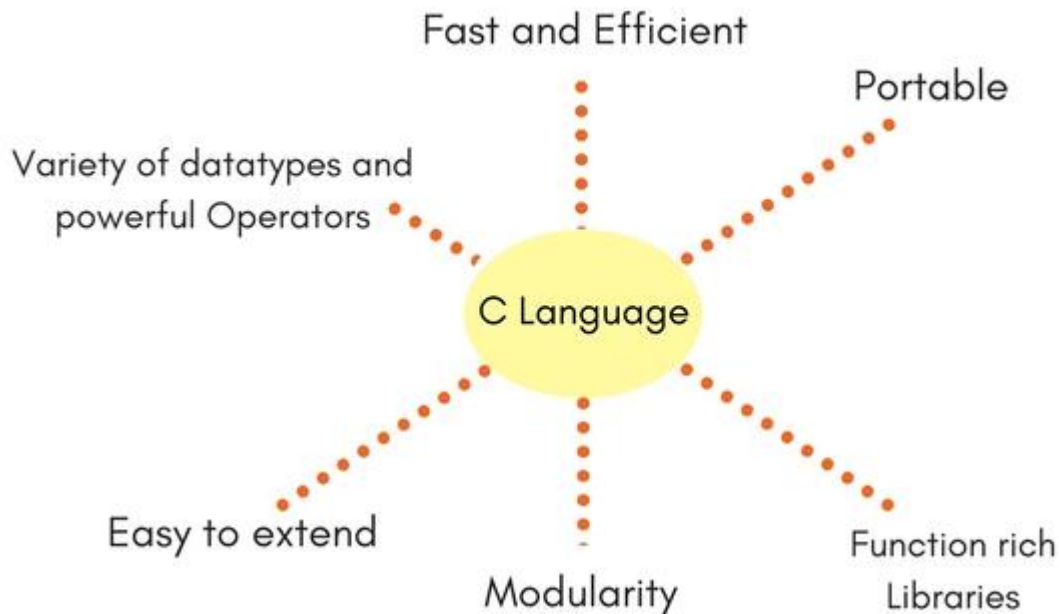 Fast and Efficient
Portable
Variety of datatypes and
powerful Operators
C Language
Easy to extend
Function rich
Libraries
Modularity